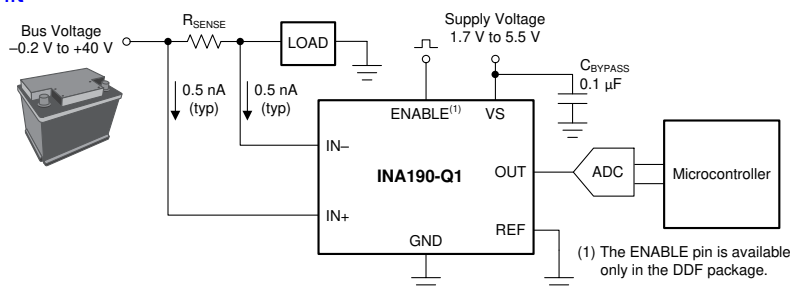 Bus Voltage
–0.2 V to +40 V
RSENSE
LOAD
Supply Voltage
1.7 V to 5.5 V
CBYPASS
0.1 µF
0.5 nA
(typ)
0.5 nA
(typ)
ENABLE(1)
VS
IN–
INA190-Q1
OUT
ADC
Microcontroller
IN+
REF
GND
(1) The ENABLE pin is available
only in the DDF package.